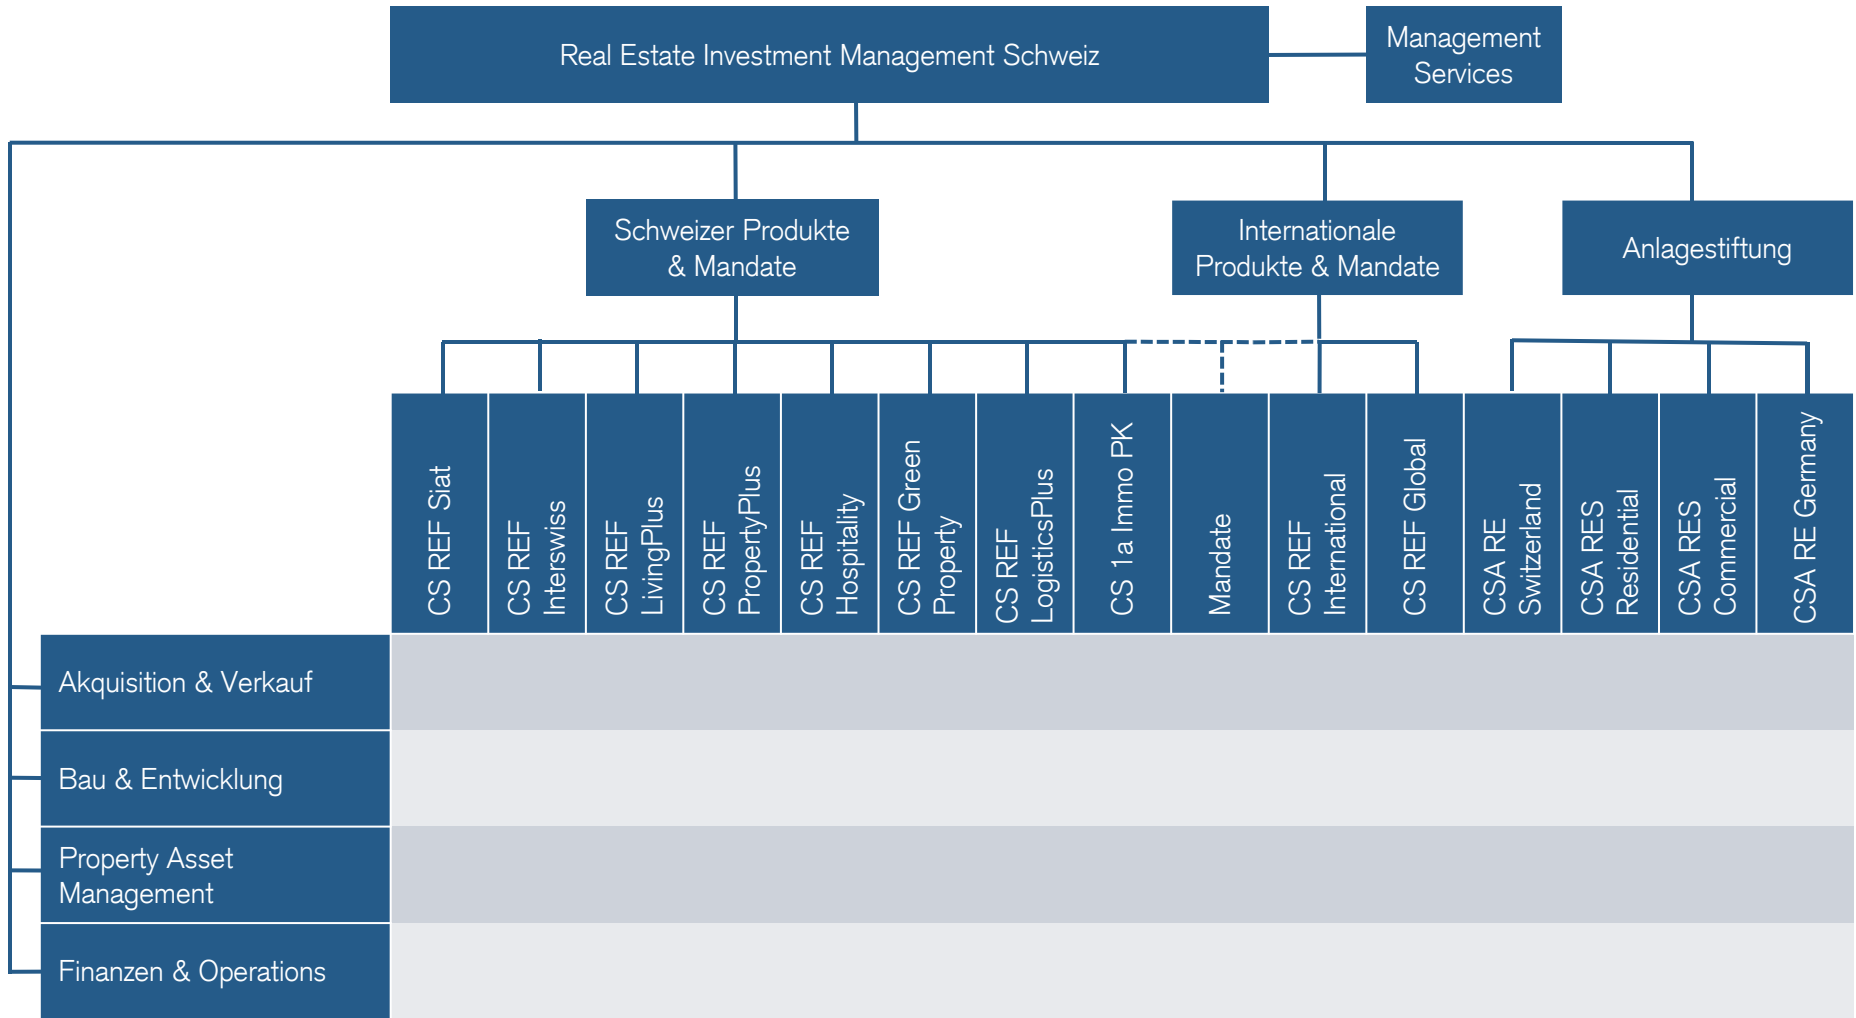 Real Estate Investment Management Schweiz
Management
Services
Schweizer Produkte
& Mandate
Internationale
Produkte & Mandate
Anlagestiftung
CS REF Siat
CS REF
Interswiss
CS REF
LivingPlus
CS REF
PropertyPlus
CS REF
Hospitality
CS REF Green
Property
CS REF
LogisticsPlus
CS 1a Immo PK
Mandate
CS REF
International
CS REF Global
CSA RE
Switzerland
CSA RES
Residential
CSA RES
Commercial
CSA RE Germany
Akquisition & Verkauf
Bau & Entwicklung
Property Asset
Management
Finanzen & Operations